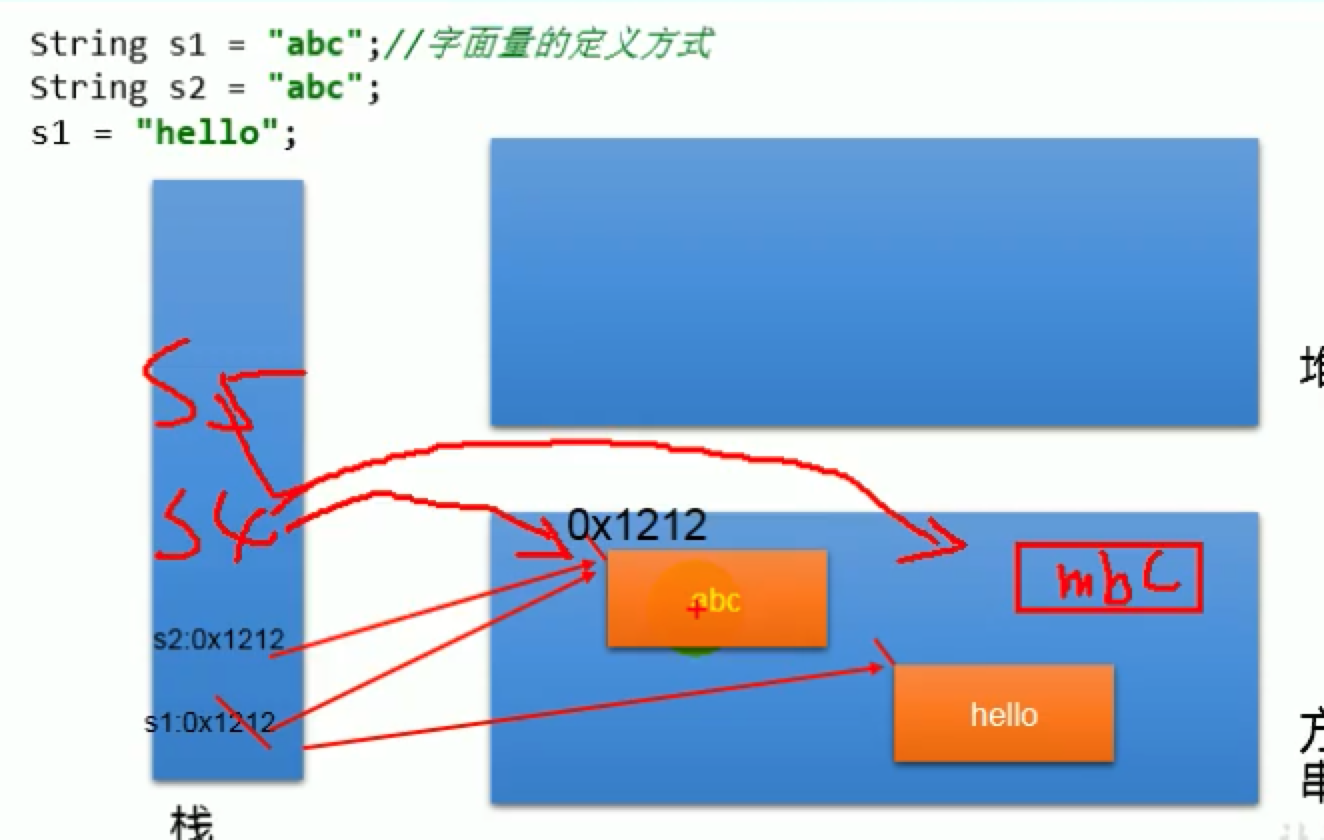 String s1 = "abc";//字面量的定义方式
String s2 = "abc";
s1 = "hello";
堆
S5
S4
0x1212
abc
mbC
s2:0x1212
s1:0x1212
hello
方
串
栈